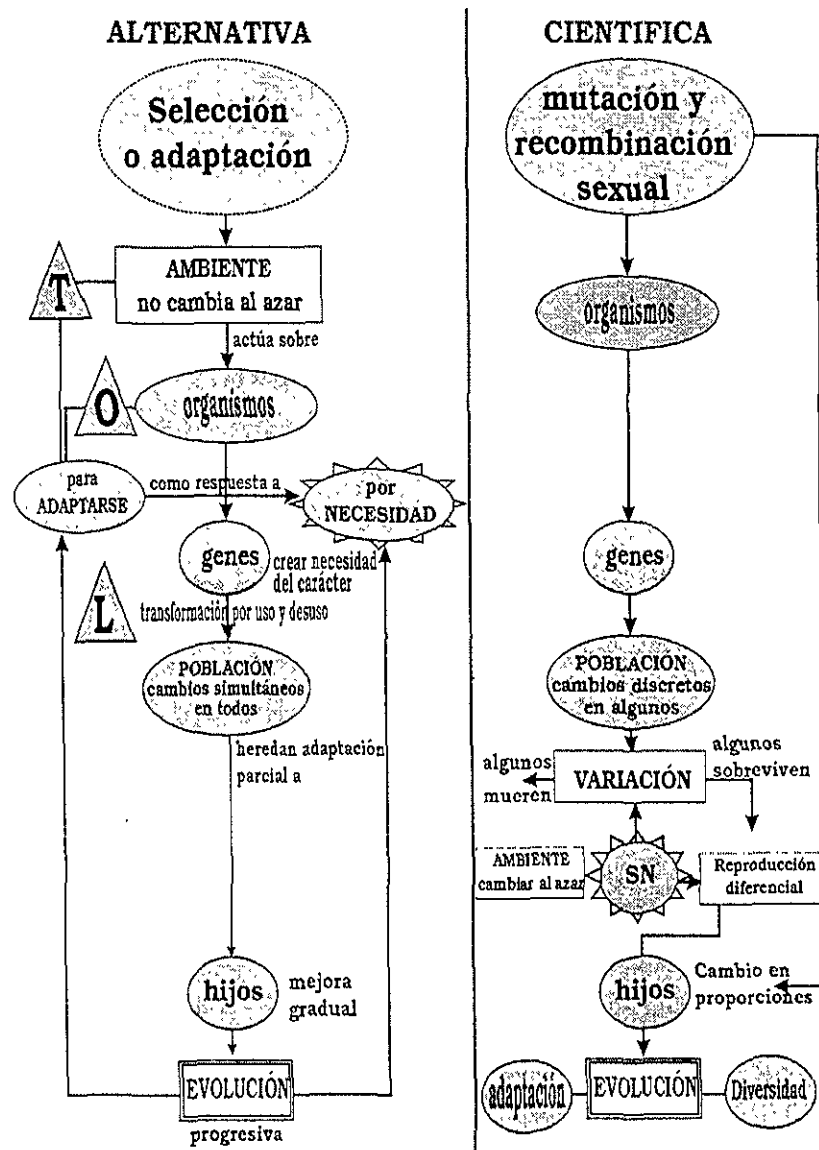 ALTERNATIVA
Selección
o adaptación
AMBIENTE
no cambia al azar
T
actúa sobre
O
organismos
para
ADAPTARSE
como respuesta a
por
NECESIDAD
genes
crear necesidad
del carácter
L
transformación por uso y desuso
POBLACIÓN
cambios simultáneos
en todos
heredan adaptación
parcial a
hijos
mejora
gradual
EVOLUCIÓN
progresiva
CIENTIFICA
mutación y
recombinación
sexual
organismos
genes
POBLACIÓN
cambios discretos
en algunos
algunos
mueren
VARIACIÓN
algunos
sobreviven
AMBIENTE
cambiar al azar
SN
Reproducción
diferencial
hijos
Cambio en
proporciones
adaptación
EVOLUCIÓN
Diversidad